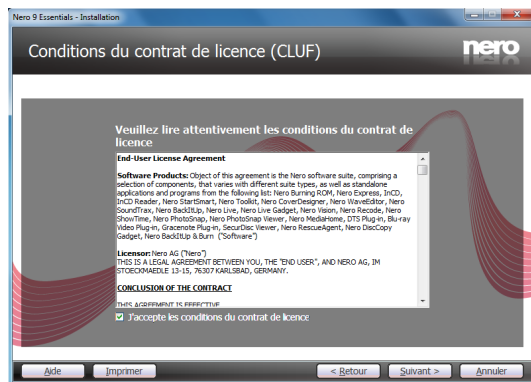 Nero 9 Essentials - Installation
Conditions du contrat de licence (CLUF)
nero
Veuillez lire attentivement les conditions du contrat de
licence
End-User License Agreement
Software Products: Object of this agreement is the Nero software suite, comprising a
selection of components, that varies with different suite types, as well as standalone
applications and programs from the following list: Nero Burning ROM, Nero Express, InCD,
InCD Reader, Nero StartSmart, Nero Toolkit, Nero CoverDesigner, Nero WaveEditor, Nero
SoundTrax, Nero BackItUp, Nero Live, Nero Live Gadget, Nero Vision, Nero Recode, Nero
ShowTime, Nero PhotoSnap, Nero PhotoSnap Viewer, Nero MediaHome, DTS Plug-in, Blu-ray
Video Plug-in, Gracenote Plug-in, SecurDisc Viewer, Nero RescueAgent, Nero DiscCopy
Gadget, Nero BackItUp & Burn ("Software")
Licensor: Nero AG ("Nero")
THIS IS A LEGAL AGREEMENT BETWEEN YOU, THE "END USER", AND NERO AG, IM
STOECKMAEDLE 13-15, 76307 KARLSBAD, GERMANY.
CONCLUSION OF THE CONTRACT
THIS AGREEMENT IS EFFECTIVE
J'accepte les conditions du contrat de licence
Aide
Imprimer
< Retour
Suivant >
Annuler